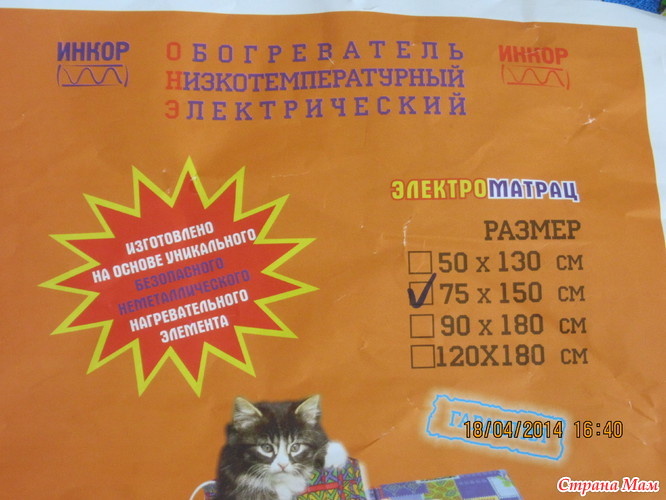 ИНКОР
ОБОГРЕВАТЕЛЬ
НИЗКОТЕМПЕРАТУРНЫЙ
ЭЛЕКТРИЧЕСКИЙ
ИНКОР
ИЗГОТОВЛЕНО
НА ОСНОВЕ УНИКАЛЬНОГО
БЕЗОПАСНОГО
НЕМЕТАЛЛИЧЕСКОГО
НАГРЕВАТЕЛЬНОГО
ЭЛЕМЕНТА
ЭЛЕКТРОМАТРАЦ
РАЗМЕР
50 х 130 СМ
75 х 150 СМ
90 х 180 СМ
120Х180 СМ
18/04/2014 16:40
Страна Мам